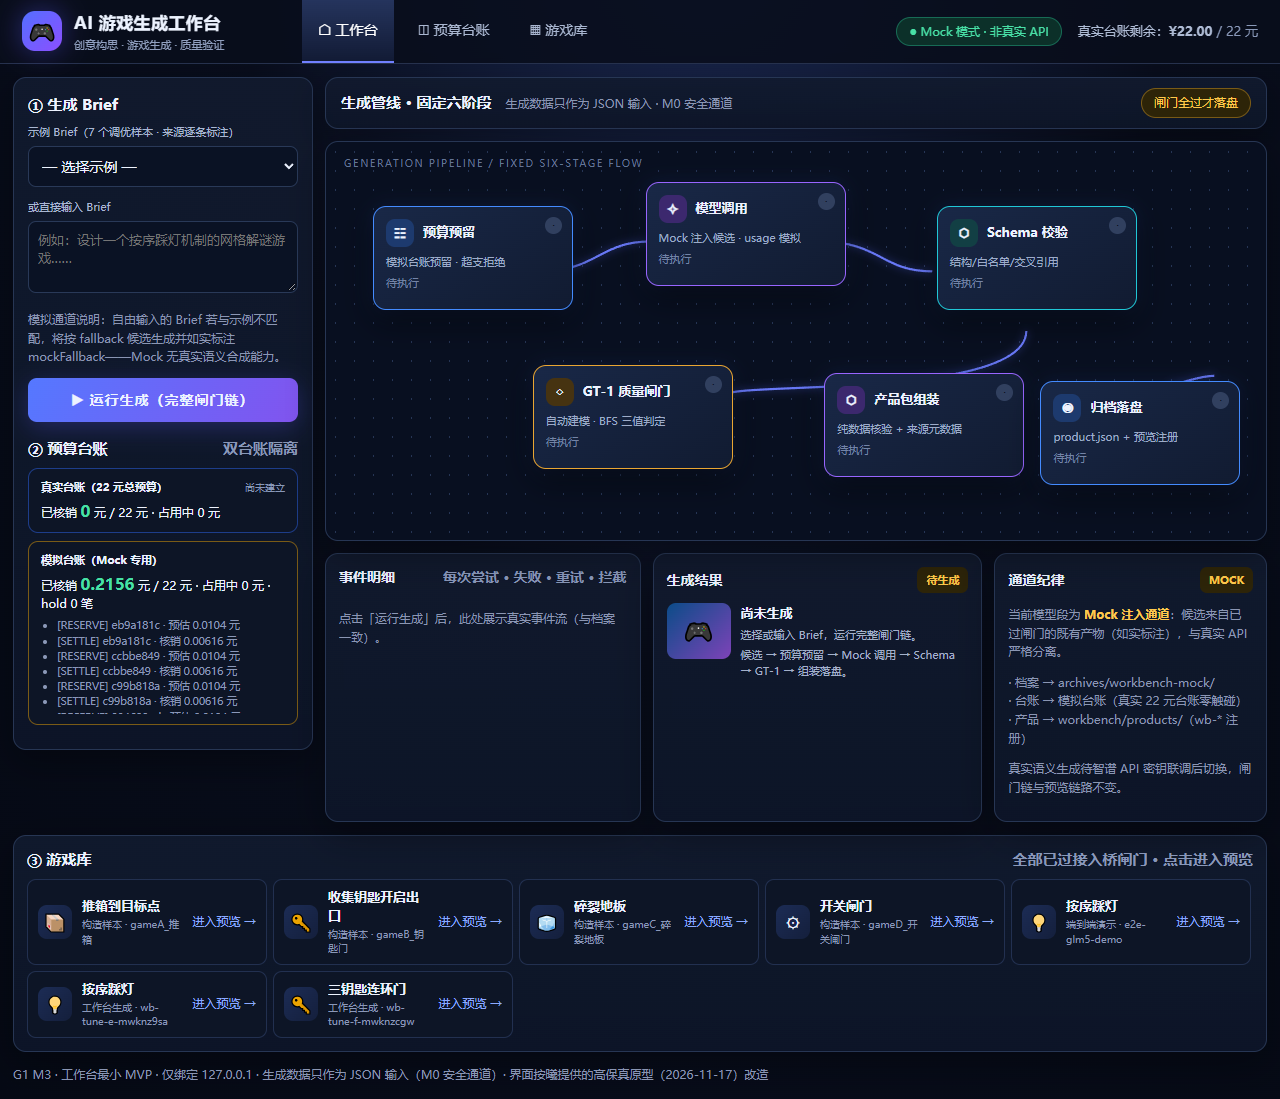 AI 游戏生成工作台
创意构思 · 游戏生成 · 质量验证
工作台
预算台账
游戏库
● Mock 模式 · 非真实 API
真实台账剩余：¥22.00 / 22 元
① 生成 Brief
示例 Brief（7 个调优样本 · 来源逐条标注）
— 选择示例 —
或直接输入 Brief
例如：设计一个按序踩灯机制的网格解谜游
戏……
模拟通道说明：自由输入的 Brief 若与示例不匹
配，将按 fallback 候选生成并如实标注
mockFallback——Mock 无真实语义合成能力。
▶ 运行生成（完整闸门链）
② 预算台账
双台账隔离
真实台账（22 元总预算）
尚未建立
已核销 0 元 / 22 元 · 占用中 0 元
模拟台账（Mock 专用）
已核销 0.2156 元 / 22 元 · 占用中 0 元 ·
hold 0 笔
• [RESERVE] eb9a181c · 预估 0.0104 元
• [SETTLE] eb9a181c · 核销 0.00616 元
• [RESERVE] ccbbe849 · 预估 0.0104 元
• [SETTLE] ccbbe849 · 核销 0.00616 元
• [RESERVE] c99b818a · 预估 0.0104 元
• [SETTLE] c99b818a · 核销 0.00616 元
生成管线 • 固定六阶段
生成数据只作为 JSON 输入 · M0 安全通道
闸门全过才落盘
GENERATION PIPELINE / FIXED SIX-STAGE FLOW
预算预留
模拟台账预留 · 超支拒绝
待执行
模型调用
Mock 注入候选 · usage 模拟
待执行
Schema 校验
结构/白名单/交叉引用
待执行
GT-1 质量闸门
自动建模 · BFS 三值判定
待执行
产品包组装
纯数据核验 + 来源元数据
待执行
归档落盘
product.json + 预览注册
待执行
事件明细
每次尝试 • 失败 • 重试 • 拦截
点击「运行生成」后，此处展示真实事件流（与档案
一致）。
生成结果
待生成
尚未生成
选择或输入 Brief，运行完整闸门链。
候选 → 预算预留 → Mock 调用 → Schema
→ GT-1 → 组装落盘。
通道纪律
MOCK
当前模型段为 Mock 注入通道：候选来自已
过闸门的既有产物（如实标注），与真实 API
严格分离。
· 档案 → archives/workbench-mock/
· 台账 → 模拟台账（真实 22 元台账零触碰）
· 产品 → workbench/products/（wb-* 注
册）
真实语义生成待智谱 API 密钥联调后切换，闸
门链与预览链路不变。
③ 游戏库
全部已过接入桥闸门 • 点击进入预览
推箱到目标点
构造样本 · gameA_推
箱
进入预览 →
收集钥匙开启出
口
构造样本 · gameB_钥
匙门
进入预览 →
碎裂地板
构造样本 · gameC_碎
裂地板
进入预览 →
开关闸门
构造样本 · gameD_开
关闸门
进入预览 →
按序踩灯
端到端演示 · e2e-
glm5-demo
进入预览 →
按序踩灯
工作台生成 · wb-
tune-e-mwknz9sa
进入预览 →
三钥匙连环门
工作台生成 · wb-
tune-f-mwknzcgw
进入预览 →
G1 M3 · 工作台最小 MVP · 仅绑定 127.0.0.1 · 生成数据只作为 JSON 输入（M0 安全通道）· 界面按曦提供的高保真原型（2026-11-17）改造